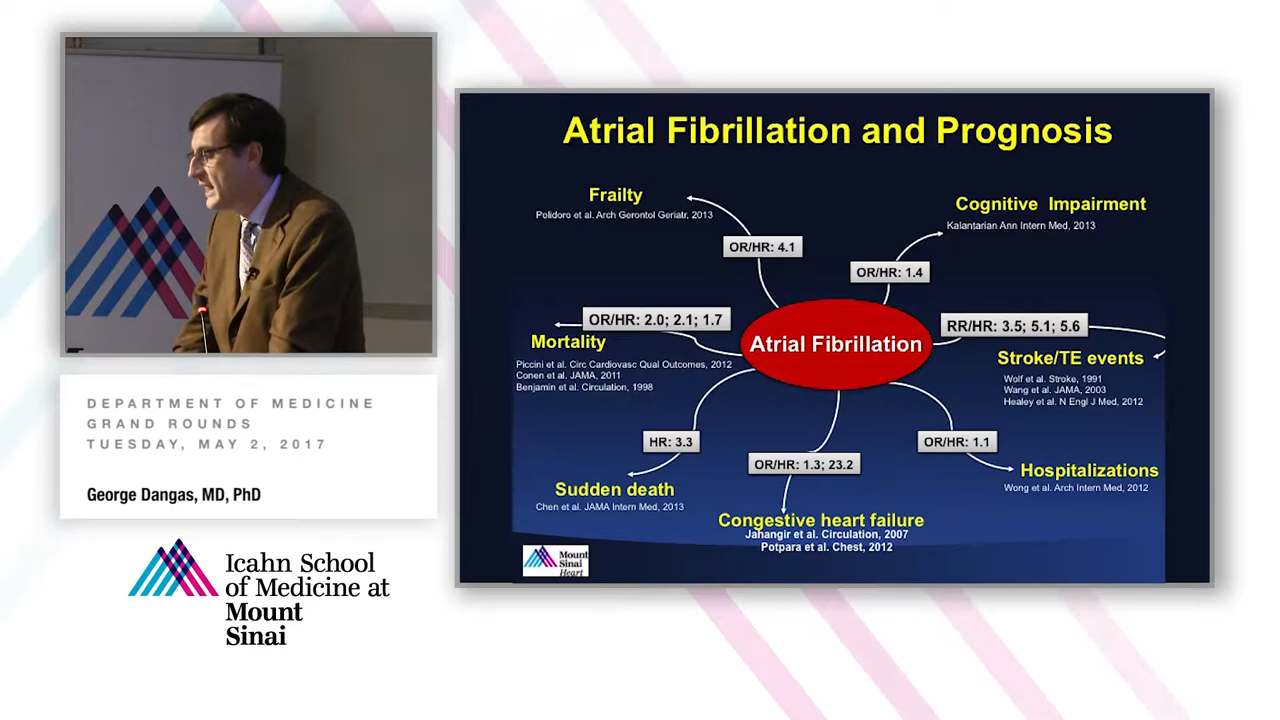 Atrial Fibrillation and Prognosis
Frailty
Polidoro et al. Arch Gerontol Geriatr, 2013
OR/HR: 4.1
Cognitive Impairment
Kalantarian Ann Intern Med, 2013
OR/HR: 1.4
OR/HR: 2.0; 2.1; 1.7
Mortality
Piccini et al. Circ Cardiovasc Qual Outcomes, 2012
Conen et al. JAMA, 2011
Benjamin et al. Circulation, 1998
Atrial Fibrillation
RR/HR: 3.5; 5.1; 5.6
Stroke/TE events
Wolf et al. Stroke, 1991
Wang et al. JAMA, 2003
Healey et al. N Engl J Med, 2012
HR: 3.3
Sudden death
Chen et al. JAMA Intern Med, 2013
OR/HR: 1.3; 23.2
Congestive heart failure
Jahangir et al. Circulation, 2007
Potpara et al. Chest, 2012
OR/HR: 1.1
Hospitalizations
Wong et al. Arch Intern Med, 2012
Mount
Sinai
Heart
DEPARTMENT OF MEDICINE
GRAND ROUNDS
TUESDAY, MAY 2, 2017
George Dangas, MD, PhD
Icahn School
of Medicine at
Mount
Sinai